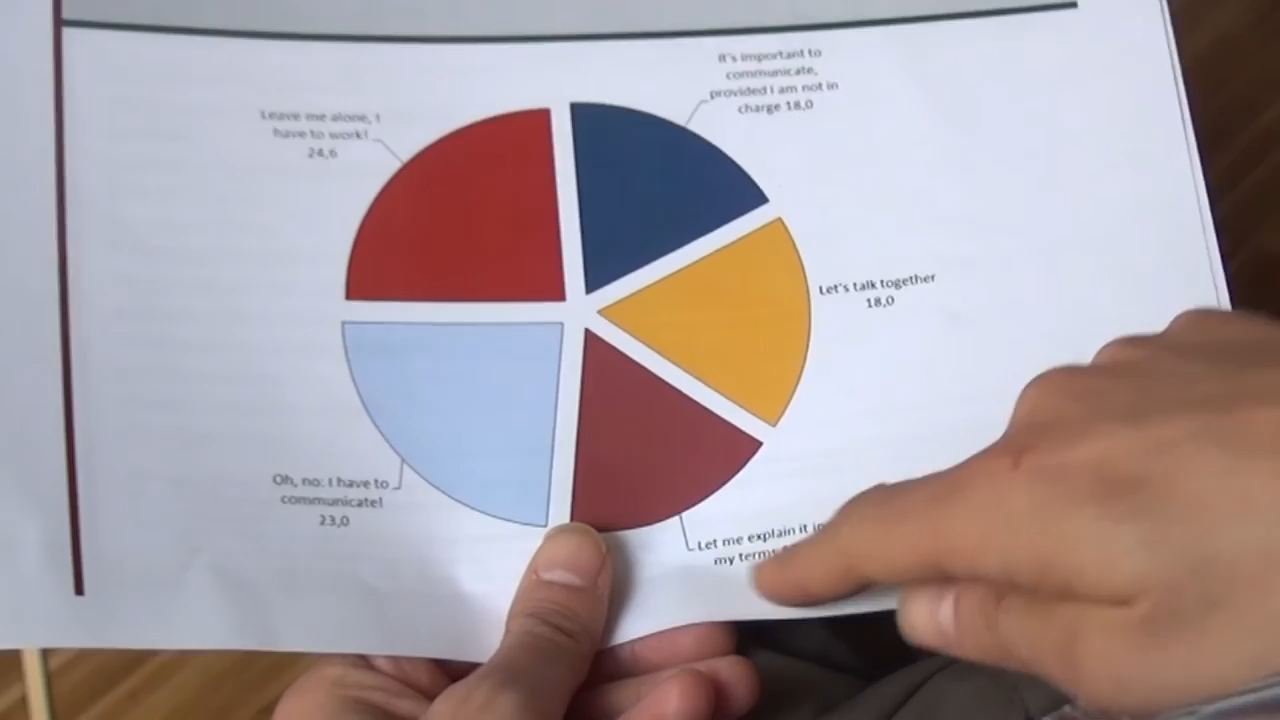 It's important to
communicate,
provided I am not in
charge 18,0
Leave me alone, I
have to work!
24,6
Let's talk together
18,0
Oh, no: I have to
communicate!
23,0
Let me explain it in
my terms